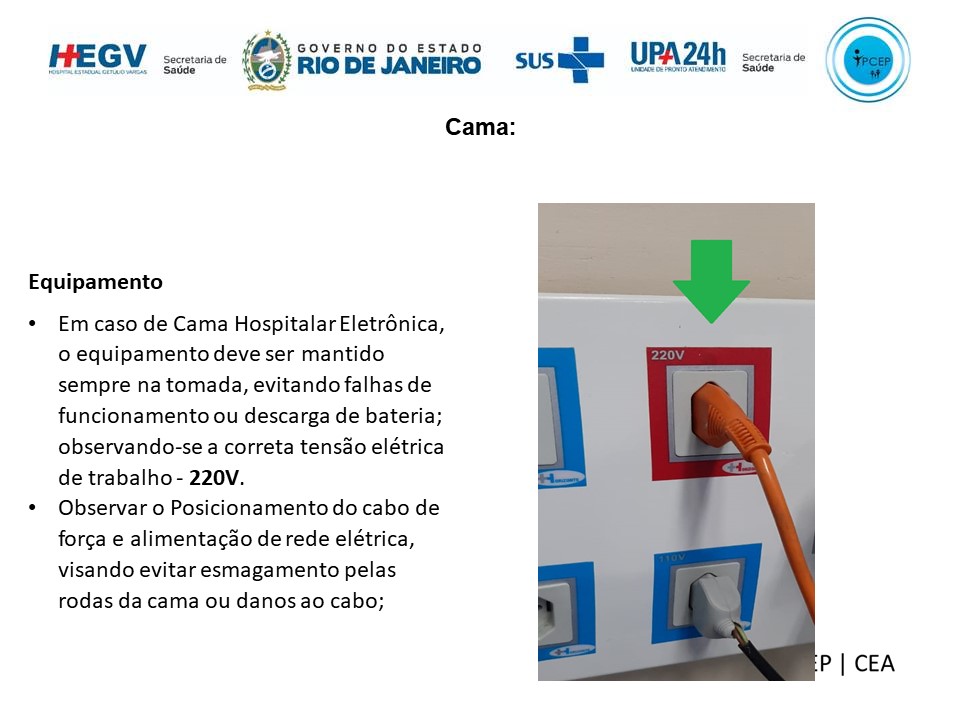 HEGV
HOSPITAL ESTADUAL GETÚLIO VARGAS
Secretaria de
Saúde
GOVERNO DO ESTADO
RIO DE JANEIRO
SUS
UPA24h
UNIDADE DE PRONTO ATENDIMENTO
Secretaria de
Saúde
PCEP
Cama:
Equipamento
• Em caso de Cama Hospitalar Eletrônica,
o equipamento deve ser mantido
sempre na tomada, evitando falhas de
funcionamento ou descarga de bateria;
observando-se a correta tensão elétrica
de trabalho - 220V.
• Observar o Posicionamento do cabo de
força e alimentação de rede elétrica,
visando evitar esmagamento pelas
rodas da cama ou danos ao cabo;
220V
110V
EP | CEA